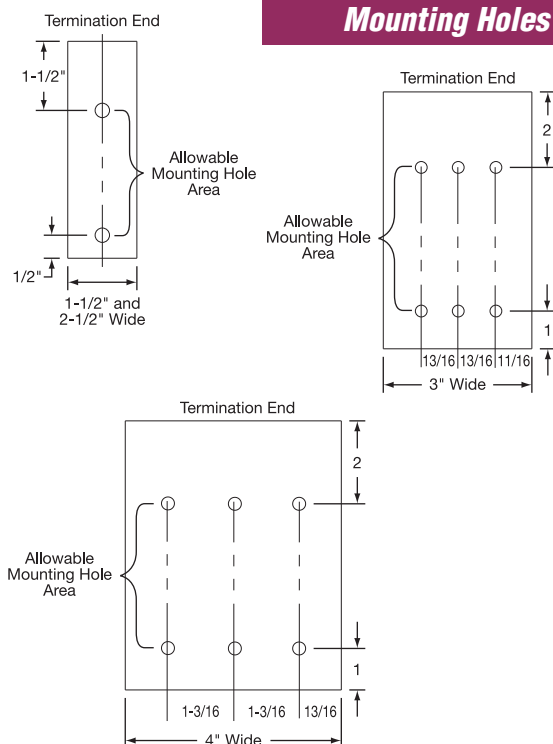 Mounting Holes
Termination End
1-1/2"
Allowable
Mounting Hole
Area
1/2"
1-1/2" and
2-1/2" Wide
Termination End
2
Allowable
Mounting Hole
Area
1
13/16 13/16 11/16
3" Wide
Termination End
2
Allowable
Mounting Hole
Area
1
1-3/16 1-3/16 13/16
4" Wide